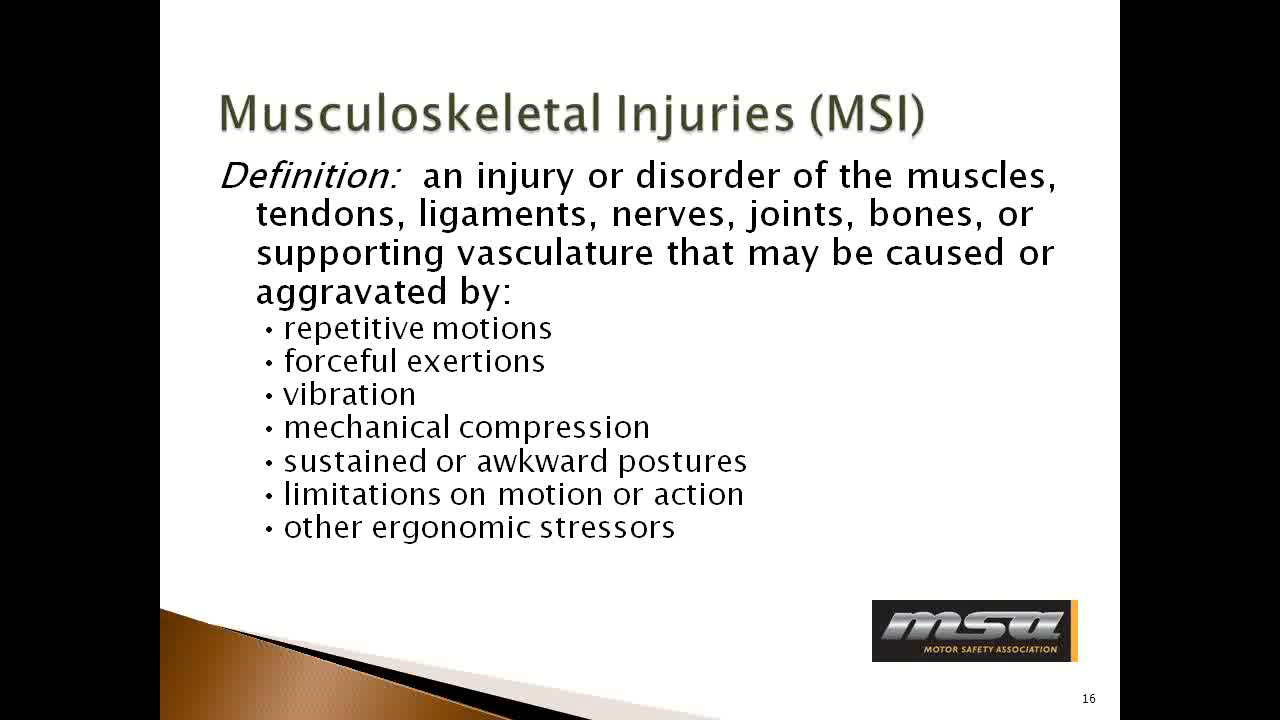 Musculoskeletal Injuries (MSI)
Definition: an injury or disorder of the muscles,
tendons, ligaments, nerves, joints, bones, or
supporting vasculature that may be caused or
aggravated by:
• repetitive motions
• forceful exertions
• vibration
• mechanical compression
• sustained or awkward postures
• limitations on motion or action
• other ergonomic stressors
msa
MOTOR SAFETY ASSOCIATION
16